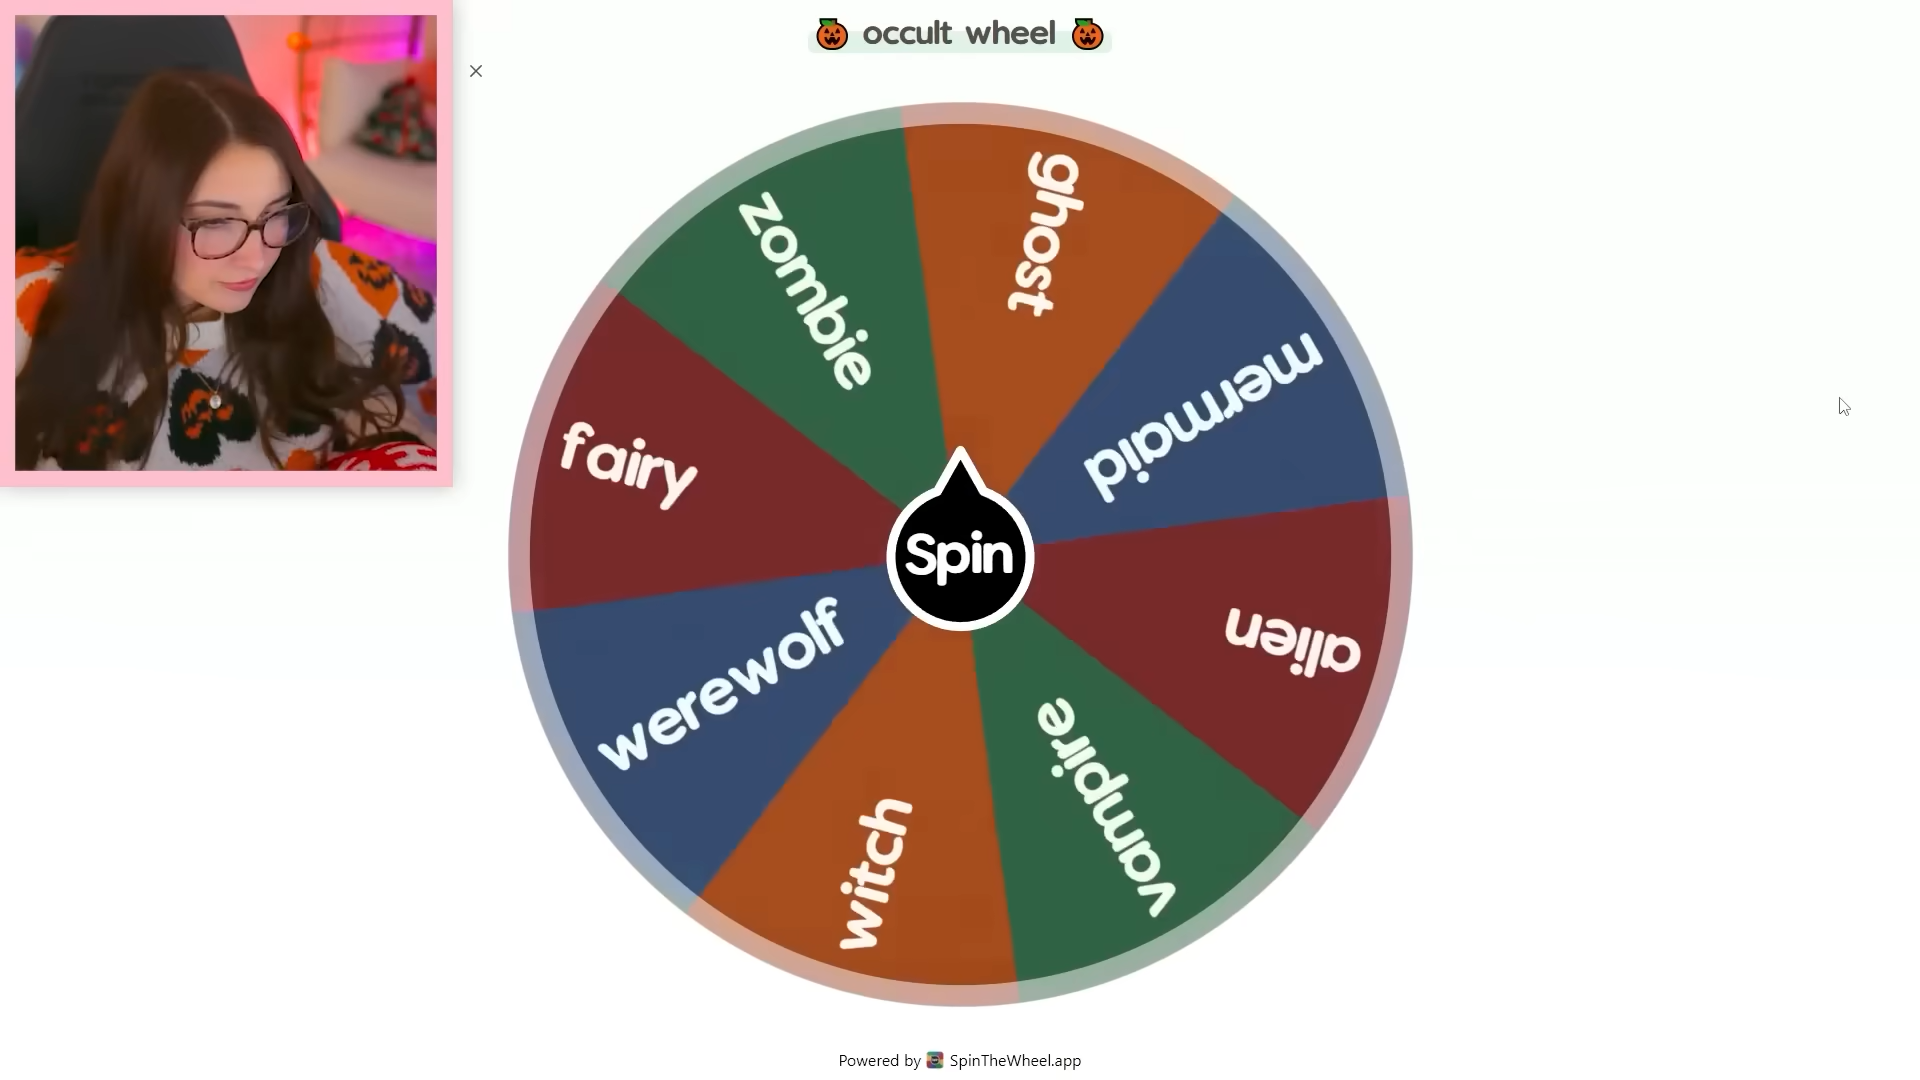 🎃 occult wheel 🎃
ghost
mermaid
alien
vampire
witch
werewolf
fairy
zombie
Spin
Powered by SpinTheWheel.app